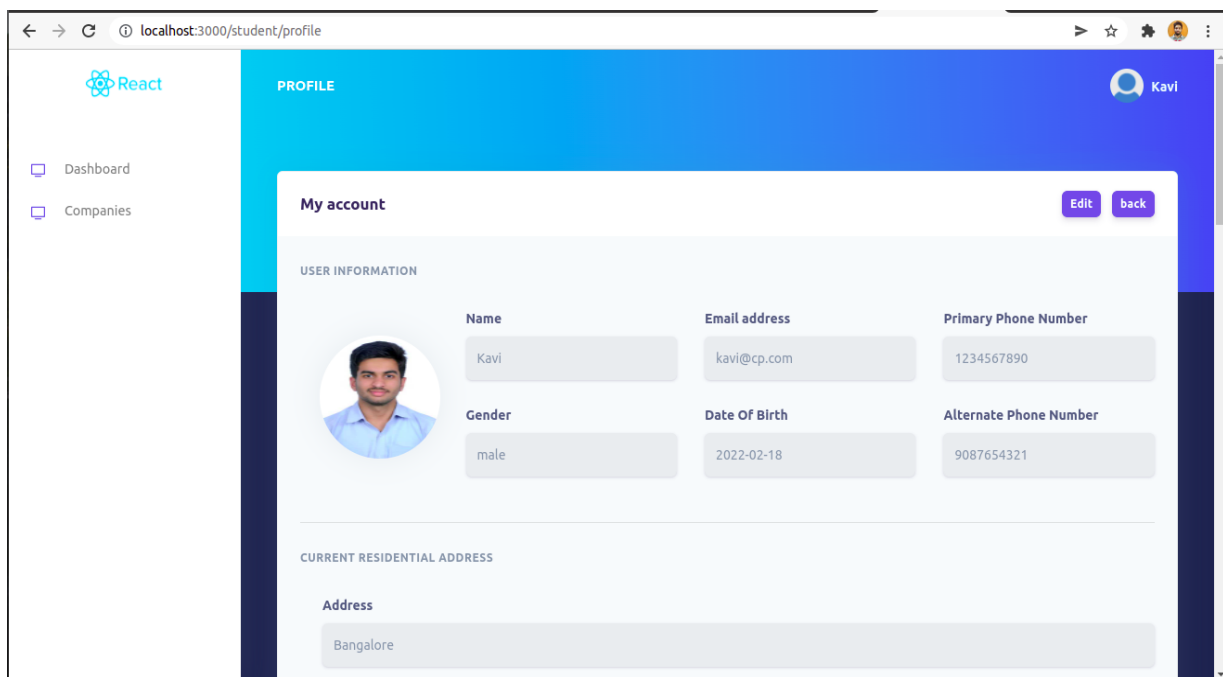 localhost:3000/student/profile
React
PROFILE
Kavi
Dashboard
Companies
My account
Edit
back
USER INFORMATION
Name
Email address
Primary Phone Number
Kavi
kavi@cp.com
1234567890
Gender
Date Of Birth
Alternate Phone Number
male
2022-02-18
9087654321
CURRENT RESIDENTIAL ADDRESS
Address
Bangalore